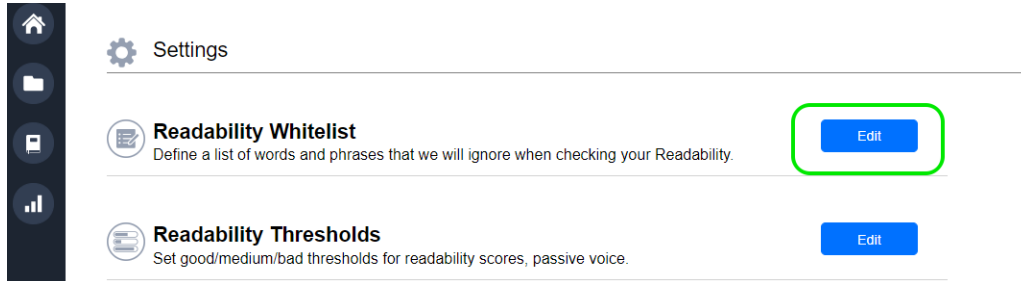 Settings
Readability Whitelist
Define a list of words and phrases that we will ignore when checking your Readability.
Edit
Readability Thresholds
Set good/medium/bad thresholds for readability scores, passive voice.
Edit